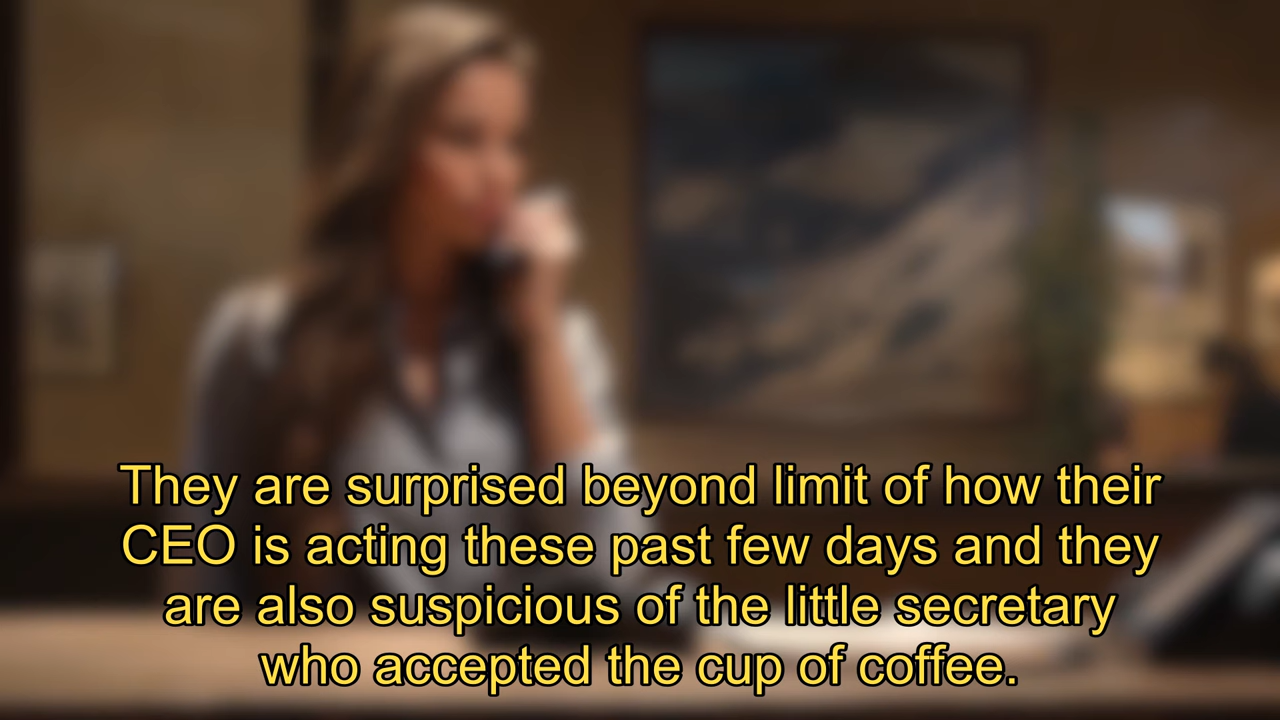 They are surprised beyond limit of how their
CEO is acting these past few days and they
are also suspicious of the little secretary
who accepted the cup of coffee.